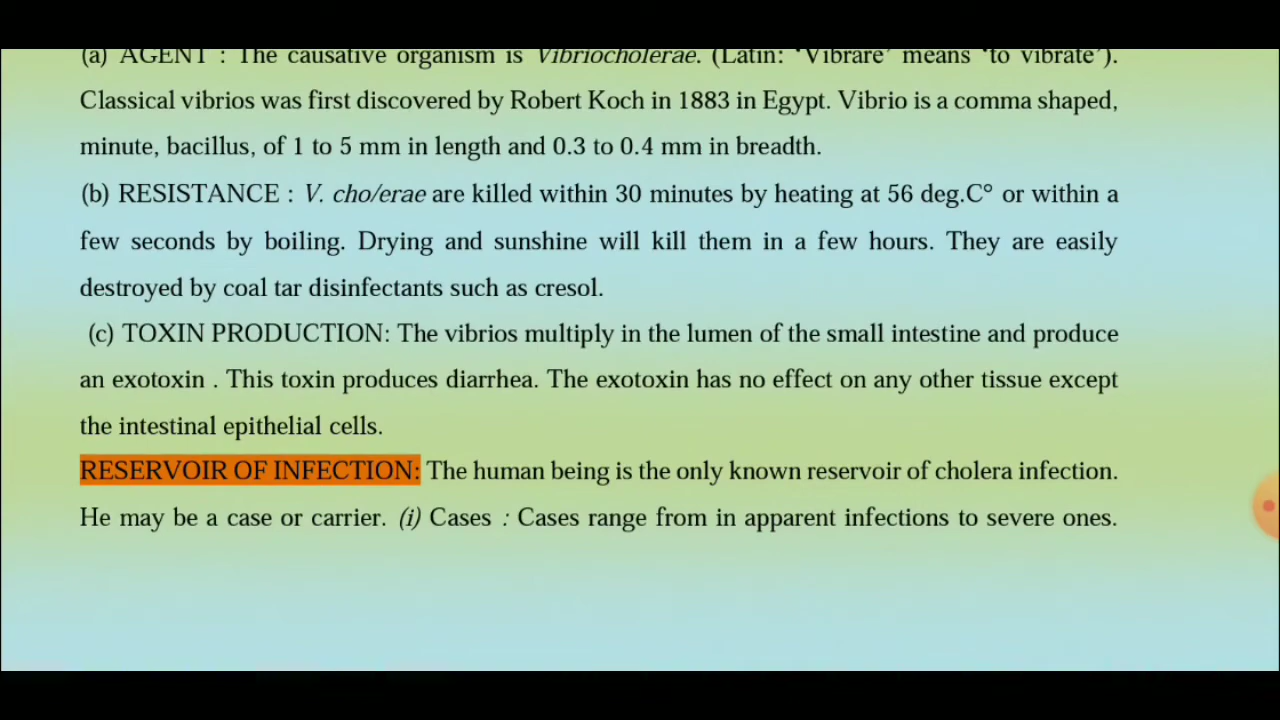 (a) AGENT : The causative organism is Vibriocholerae. (Latin: ‘Vibrare’ means ‘to vibrate’).
Classical vibrios was first discovered by Robert Koch in 1883 in Egypt. Vibrio is a comma shaped,
minute, bacillus, of 1 to 5 mm in length and 0.3 to 0.4 mm in breadth.
(b) RESISTANCE : V. cho/erae are killed within 30 minutes by heating at 56 deg.C° or within a
few seconds by boiling. Drying and sunshine will kill them in a few hours. They are easily
destroyed by coal tar disinfectants such as cresol.
(c) TOXIN PRODUCTION: The vibrios multiply in the lumen of the small intestine and produce
an exotoxin . This toxin produces diarrhea. The exotoxin has no effect on any other tissue except
the intestinal epithelial cells.
RESERVOIR OF INFECTION: The human being is the only known reservoir of cholera infection.
He may be a case or carrier. (i) Cases : Cases range from in apparent infections to severe ones.